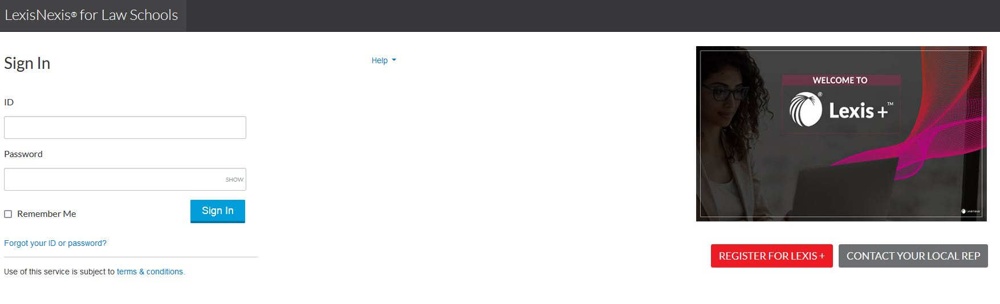 LexisNexis® for Law Schools
Sign In
Help
ID
Password
SHOW
Remember Me
Sign In
Forgot your ID or password?
Use of this service is subject to terms & conditions.
WELCOME TO
Lexis +™
®
LexisNexis
REGISTER FOR LEXIS +
CONTACT YOUR LOCAL REP